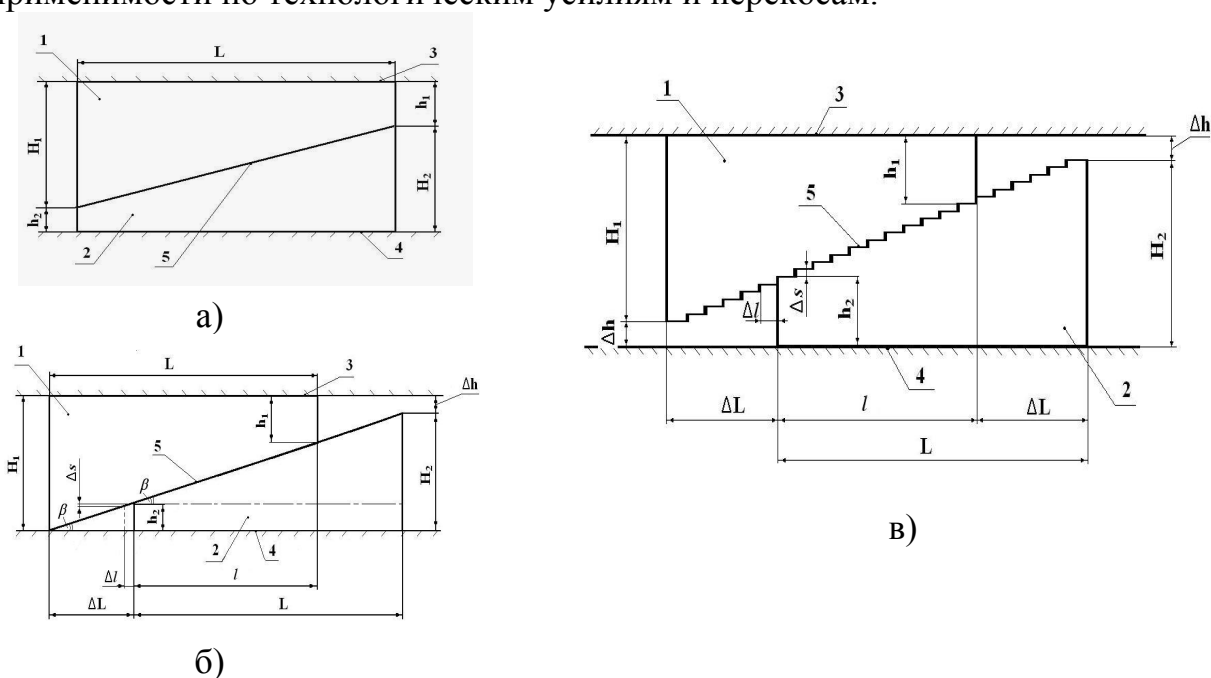 применимости по технологическим усилиям и перекосам.
1 L 3
H₁ h₁
h₂ H₂
2 5 4
а)
1 L 3
Δh
H₁ h₁
5
Δs β H₂
β h₂
2 4
Δl l
ΔL L
б)
1 3
Δh
h₁
5
H₁ H₂
Δs h₂
Δl
Δh
4 2
ΔL l ΔL
L
в)